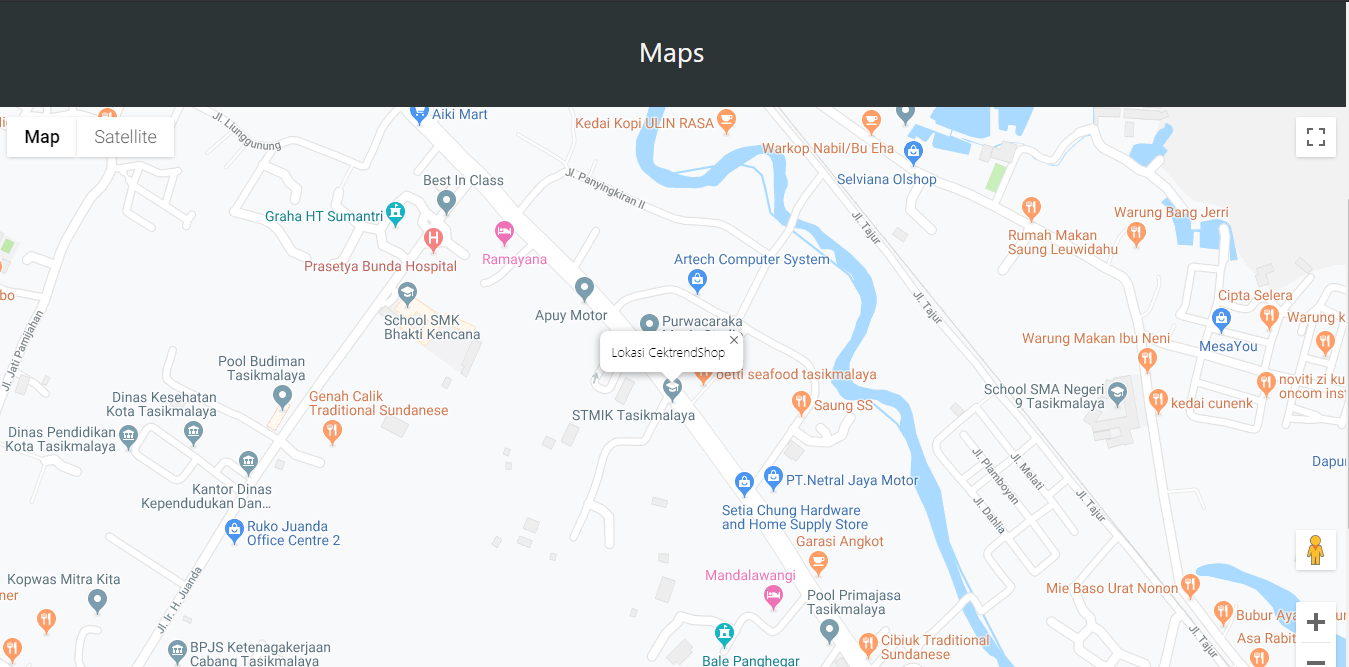 Maps
Map
Satellite
Jl. Liunggunung
Aiki Mart
Kedai Kopi ULIN RASA
Warkop Nabil/Bu Eha
Selviana Olshop
Best In Class
Jl. Panyingkiran II
Graha HT Sumantri
Jl. Tajur
Warung Bang Jerri
Rumah Makan
Saung Leuwidahu
Ramayana
Prasetya Bunda Hospital
Artech Computer System
bo
Jl. Jati Pamijahan
School SMK
Bhakti Kencana
Apuy Motor
Purwacaraka
Jl. Tajur
Cipta Selera
Warung k
MesaYou
Warung Makan Ibu Neni
Lokasi CektrendShop
Pool Budiman
Tasikmalaya
oetti seafood tasikmalaya
noviti zi ku
oncom ins
Dinas Kesehatan
Kota Tasikmalaya
Genah Calik
Traditional Sundanese
STMIK Tasikmalaya
Saung SS
School SMA Negeri
9 Tasikmalaya
kedai cunenk
Dinas Pendidikan
Kota Tasikmalaya
Dapu
Kantor Dinas
Kependudukan Dan...
PT.Netral Jaya Motor
Jl. Plamboyan
Jl. Melati
Jl. Dahlia
Jl. Tajur
Setia Chung Hardware
and Home Supply Store
Ruko Juanda
Office Centre 2
Garasi Angkot
Kopwas Mitra Kita
ner
Jl. Ir. H. Juanda
Mandalawangi
Pool Primajasa
Tasikmalaya
Mie Baso Urat Nonon
Bubur Aya
ur
Asa Rabit
Jl. Tajur
BPJS Ketenagakerjaan
Cabang Tasikmalaya
Bale Panghegar
Cibiuk Traditional
Sundanese